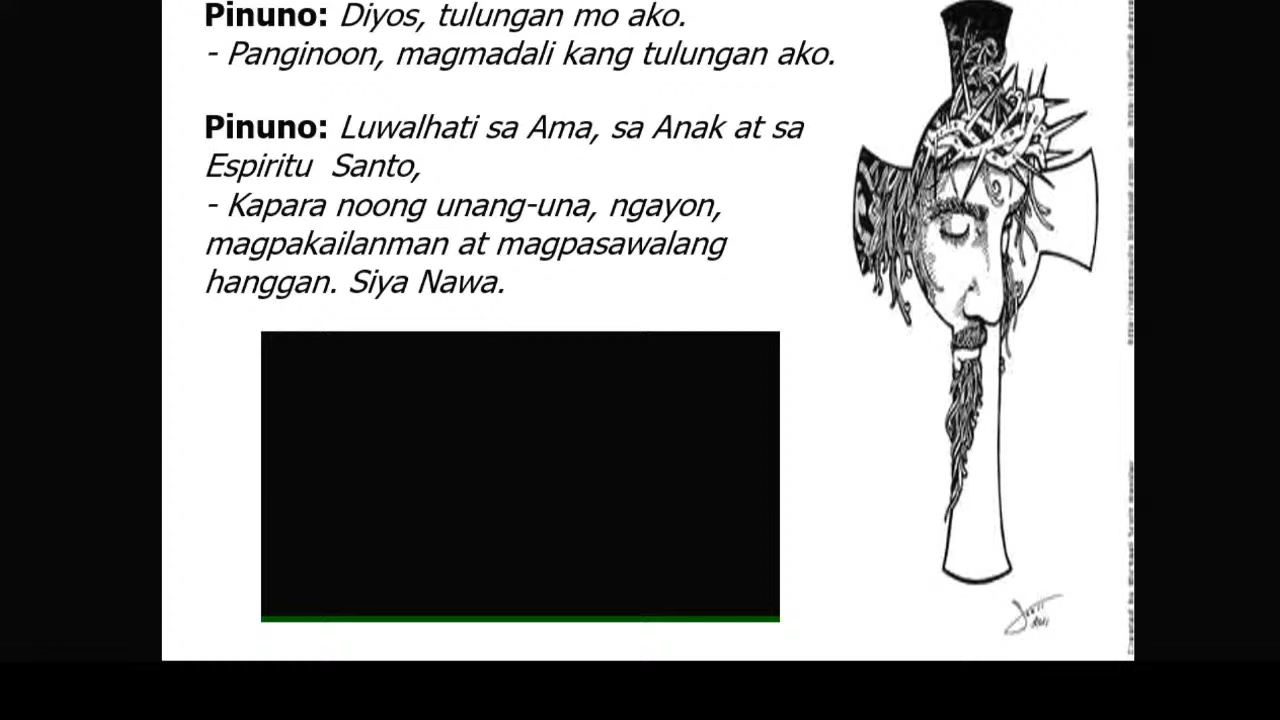 Pinuno: Diyos, tulungan mo ako.
- Panginoon, magmadali kang tulungan ako.
Pinuno: Luwalhati sa Ama, sa Anak at sa
Espiritu Santo,
- Kapara noong unang-una, ngayon,
magpakailanman at magpasawalang
hanggan. Siya Nawa.